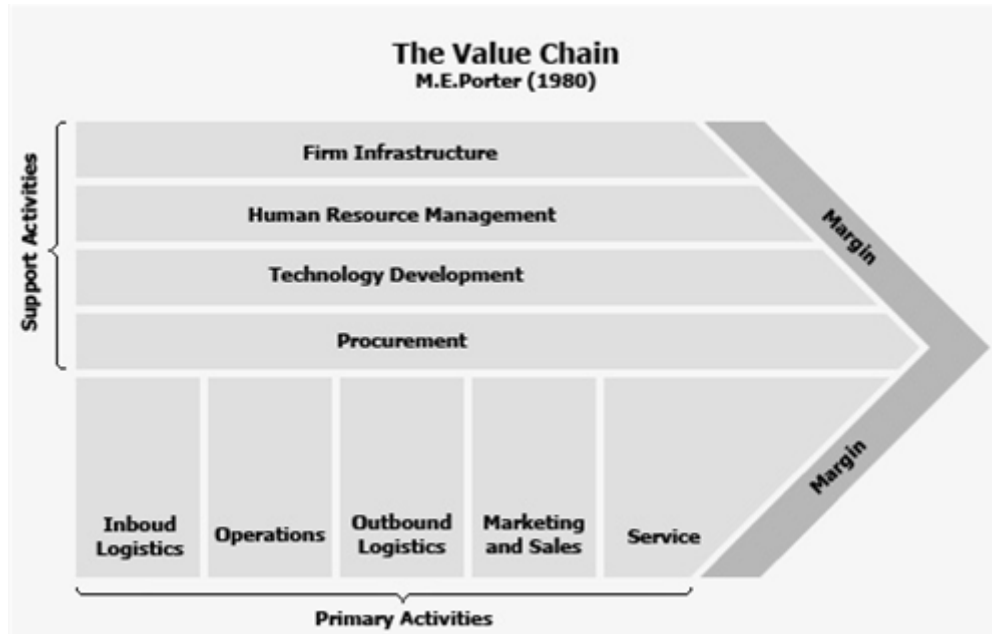 The Value Chain
M.E.Porter (1980)
Support Activities
Firm Infrastructure
Human Resource Management
Technology Development
Procurement
Margin
Margin
Inboud
Logistics
Operations
Outbound
Logistics
Marketing
and Sales
Service
Primary Activities